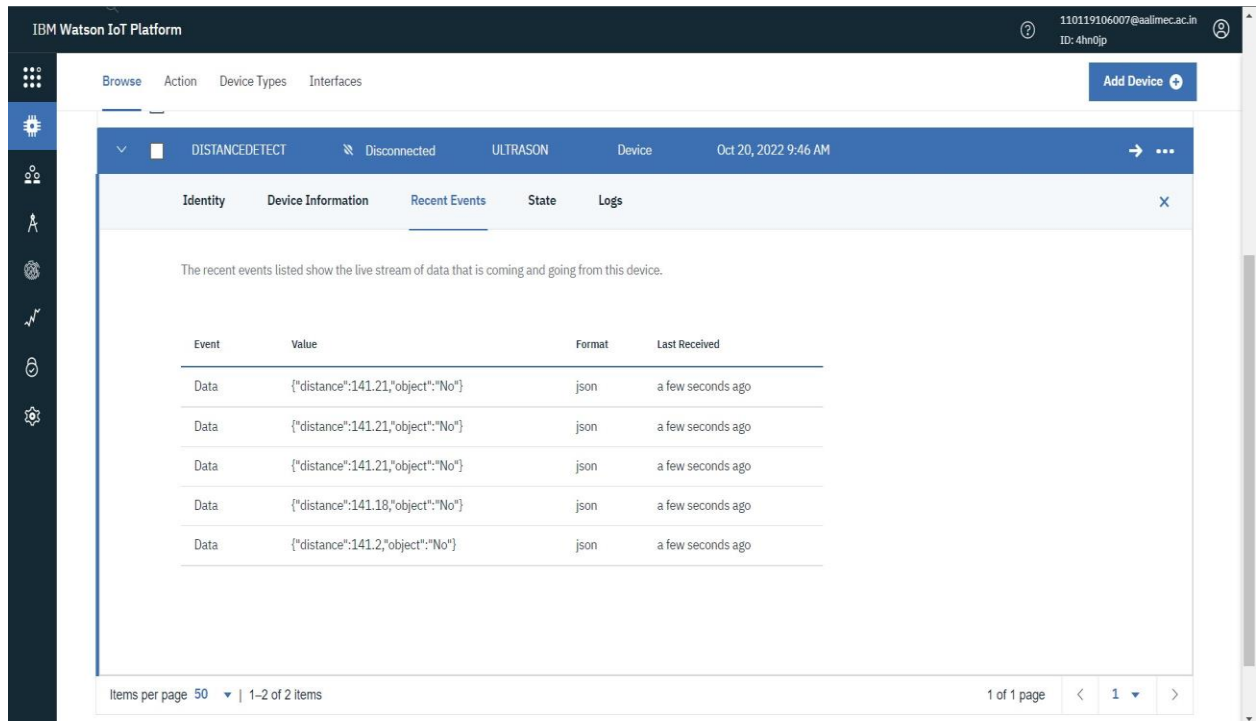 IBM Watson IoT Platform
110119106007@aalimec.ac.in
ID: 4hn0jp
Browse Action Device Types Interfaces
Add Device
DISTANCEDETECT Disconnected ULTRASON Device Oct 20, 2022 9:46 AM
Identity Device Information Recent Events State Logs
The recent events listed show the live stream of data that is coming and going from this device.
Event Value Format Last Received
Data {"distance":141.21,"object":"No"} json a few seconds ago
Data {"distance":141.21,"object":"No"} json a few seconds ago
Data {"distance":141.21,"object":"No"} json a few seconds ago
Data {"distance":141.18,"object":"No"} json a few seconds ago
Data {"distance":141.2,"object":"No"} json a few seconds ago
Items per page 50 | 1–2 of 2 items 1 of 1 page 1